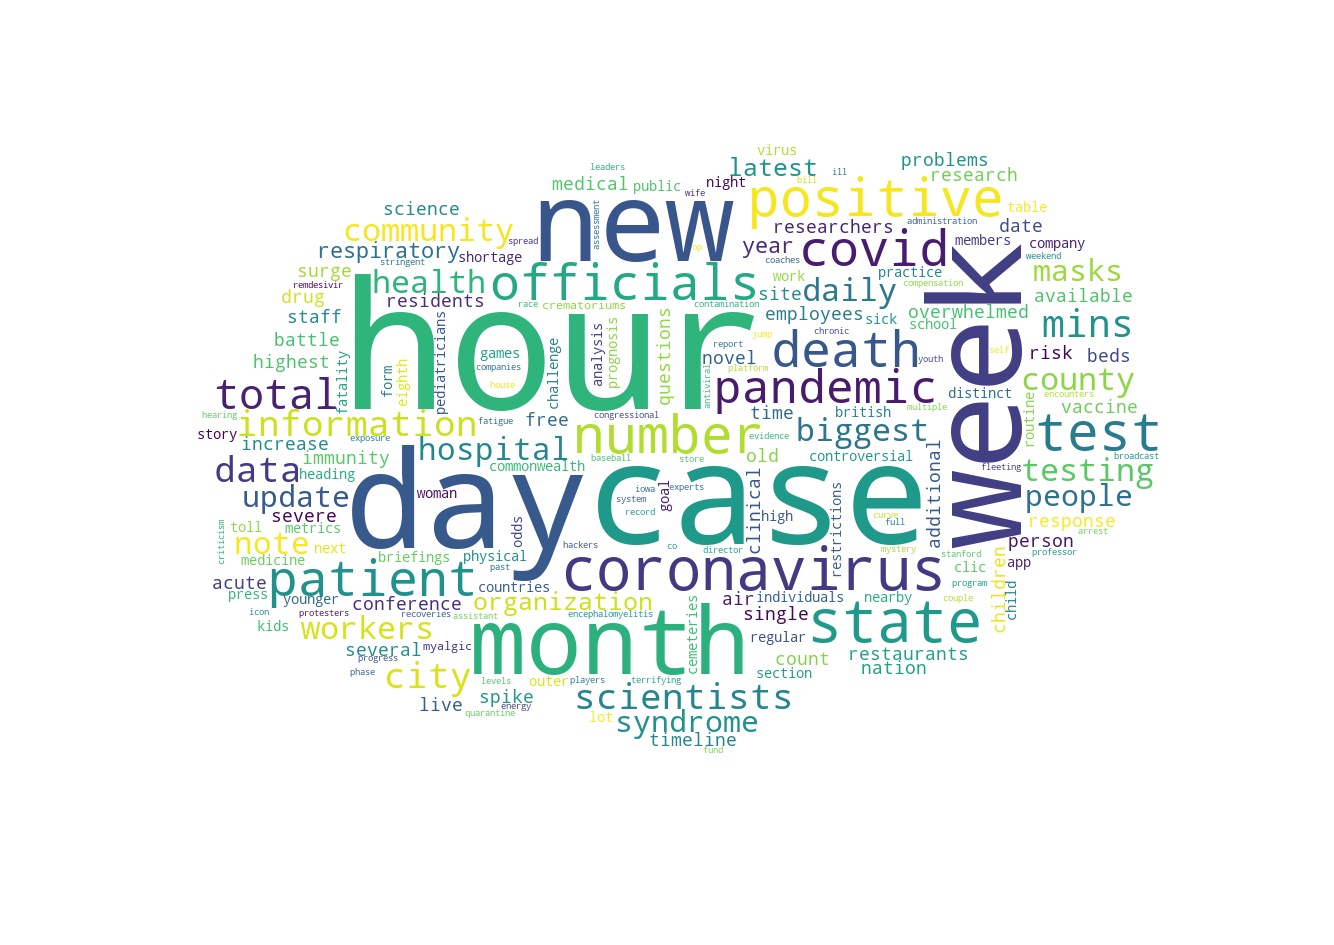 leaders
virus
latest
ill
problems
research
medical
public
night
bill
wife
positive
table
science
community
new
assessment
administration
date
researchers
members
company
respiratory
spread
shortage
stringent
year
covid
coaches
weekend
surge
remdesivir
health
officials
op
work
practice
masks
drug
residents
race
crematoriums
contamination
site
daily
compensation
available
staff
hour
employees
sick
overwhelmed
school
mins
battle
pediatricians
games
challenge
analysis
prognosis
questions
report
jump
chronic
highest
fatality
form
eighth
companies
house
novel
death
youth
self
risk
beds
platform
antiviral
total
pandemic
distinct
week
county
encounters
hearing
information
fatigue
free
congressional
time
british
multiple
routine
vaccine
story
increase
exposure
hospital
number
evidence
biggest
test
immunity
commonwealth
baseball
store
old
controversial
broadcast
data
heading
woman
day
case
goal
iowa
experts
system
record
clinical
high
additional
fleeting
testing
update
severe
restrictions
curve
full
people
criticism
toll
metrics
odds
response
note
next
hackers
co
director
mystery
arrest
person
professor
medicine
briefings
physical
past
stanford
clic
app
acute
patient
coronavirus
children
child
program
press
younger
countries
conference
organization
air
individuals
nearby
couple
icon
protesters
recoveries
assistant
encephalomyelitis
single
kids
workers
month
cemeteries
regular
state
several
myalgic
restaurants
progress
count
nation
phase
city
levels
outer
players
terrifying
section
live
spike
energy
scientists
quarantine
lot
syndrome
timeline
fund